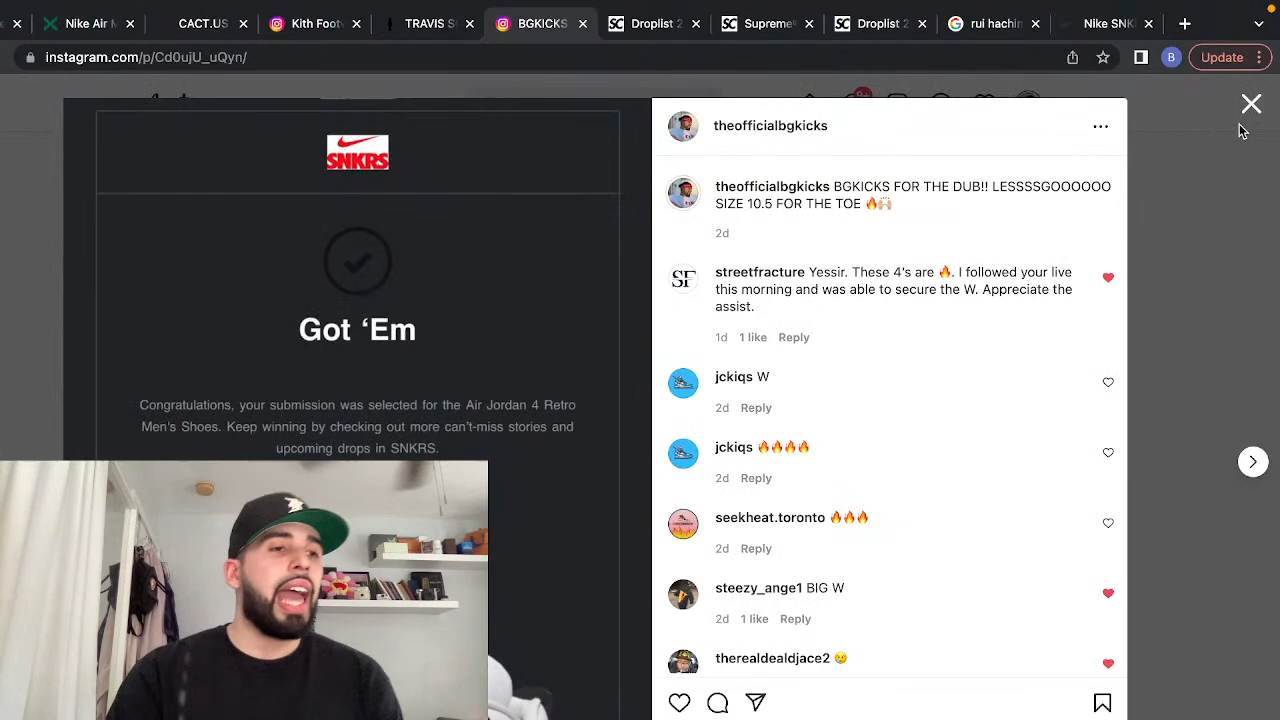 Nike Air M
CACT.US
Kith Foot
TRAVIS S
BGKICKS
Droplist 2
Supreme
Droplist 2
rui hachin
Nike SNK
instagram.com/p/Cd0ujU_uQyn/
B
Update
SNKRS
Got ‘Em
Congratulations, your submission was selected for the Air Jordan 4 Retro
Men's Shoes. Keep winning by checking out more can't-miss stories and
upcoming drops in SNKRS.
theofficialbgkicks
theofficialbgkicks BGKICKS FOR THE DUB!! LESSSSGOOOOOO
SIZE 10.5 FOR THE TOE 🔥🙌🏼
2d
SF
streetfracture Yessir. These 4's are 🔥. I followed your live
this morning and was able to secure the W. Appreciate the
assist.
1d 1 like Reply
jckiqs W
2d Reply
jckiqs 🔥🔥🔥🔥
2d Reply
seekheat.toronto 🔥🔥🔥
2d Reply
steezy_ange1 BIG W
2d 1 like Reply
therealdealdjace2 😢